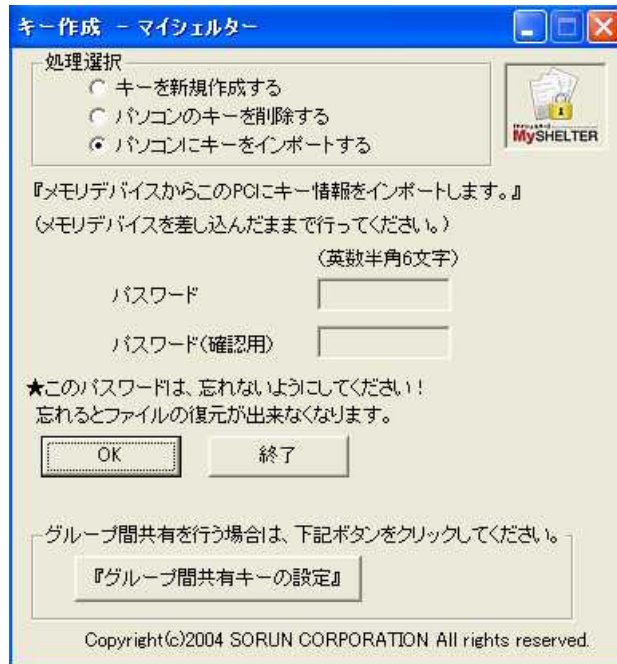 キー作成 - マイシェルター
処理選択
キーを新規作成する
パソコンのキーを削除する
パソコンにキーをインポートする
MySHELTER
『メモリデバイスからこのPCにキー情報をインポートします。』
(メモリデバイスを差し込んだままで行ってください。)
(英数半角6文字)
パスワード
パスワード(確認用)
★このパスワードは、忘れないようにしてください!
忘れるとファイルの復元が出来なくなります。
OK 終了
グループ間共有を行う場合は、下記ボタンをクリックしてください。
『グループ間共有キーの設定』
Copyright(c)2004 SORUN CORPORATION All rights reserved.